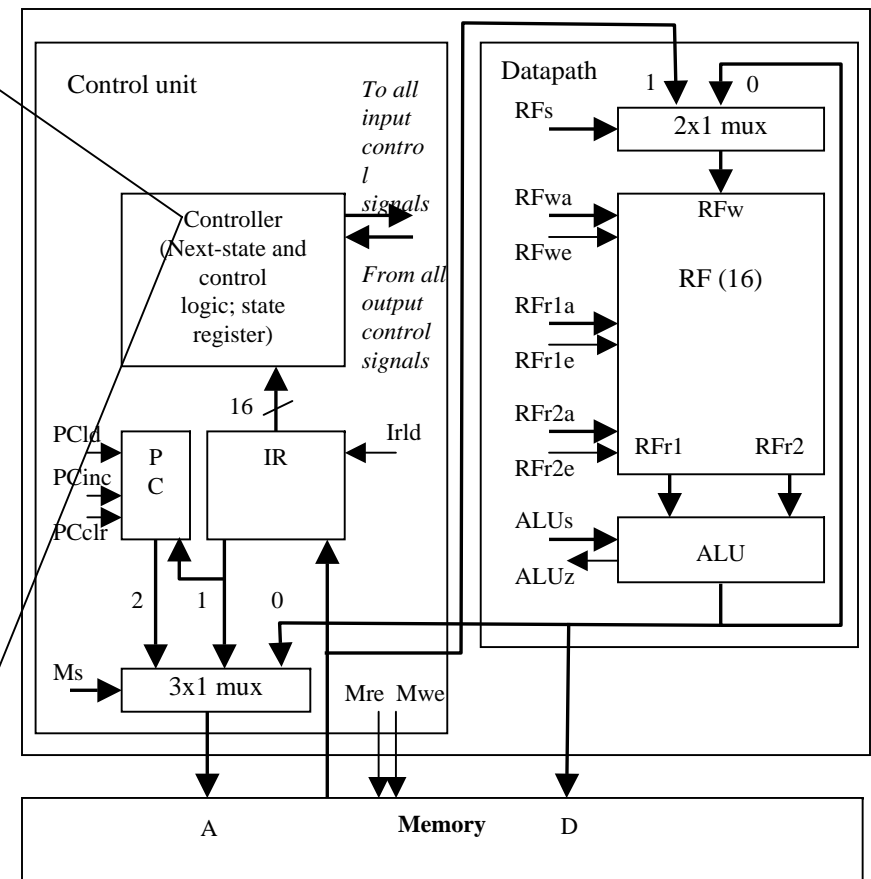 Control unit
To all
input
contro
l
signals
Controller
(Next-state and
control
logic; state
register)
From all
output
control
signals
16
PCld
PCinc
PCclr
P
C
IR
Irld
2
1
0
Ms
3x1 mux
Mre Mwe
Datapath
1
0
RFs
2x1 mux
RFwa
RFwe
RFw
RF (16)
RFr1a
RFr1e
RFr2a
RFr2e
RFr1
RFr2
ALUs
ALUz
ALU
A
Memory
D